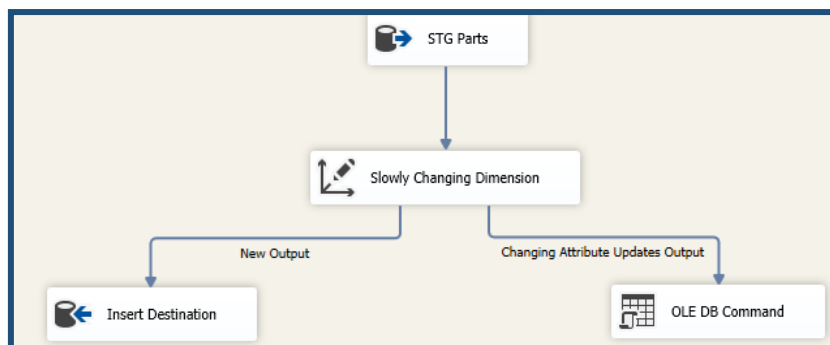 STG Parts
Slowly Changing Dimension
New Output
Changing Attribute Updates Output
Insert Destination
OLE DB Command